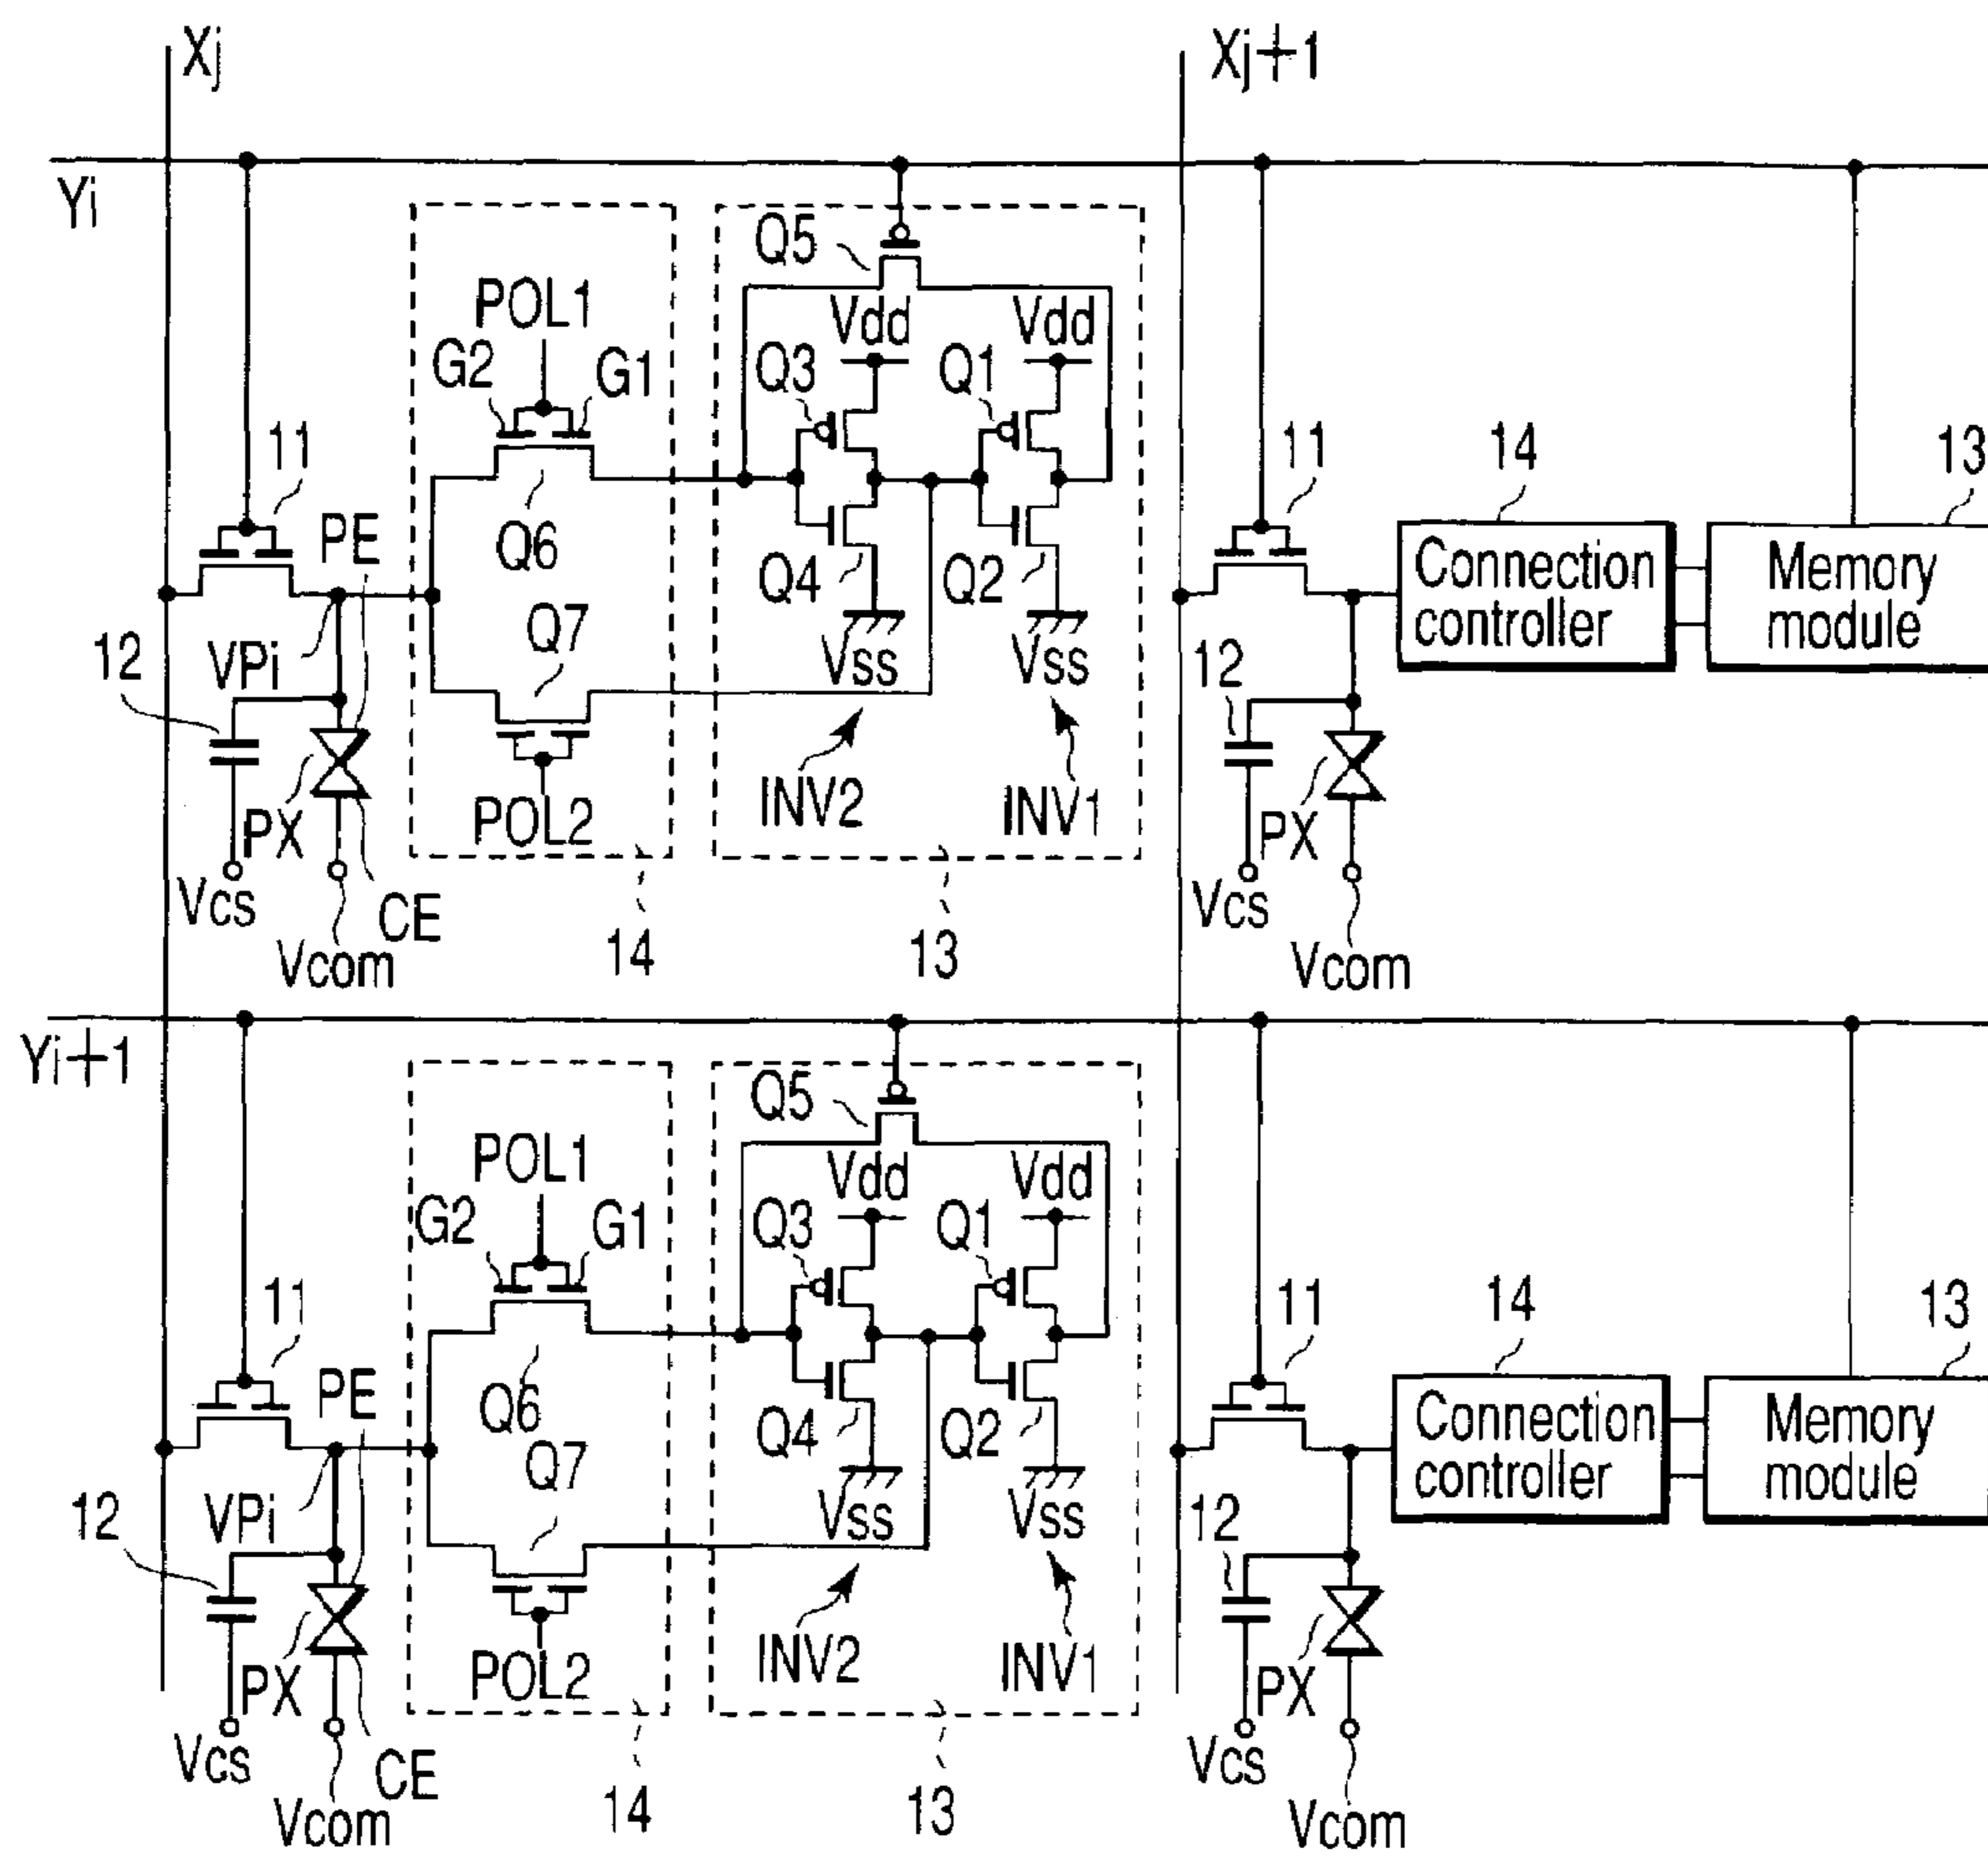 Xj
Xj+1
Yi
Q5
POL1
Vdd
Vdd
G2
G1
Q3
Q1
11
11
14
13
PE
Q6
Q4
Q2
Connection controller
Memory module
12
VPi
Q7
Vss
Vss
12
PX
POL2
INV2
INV1
PX
Vcs
CE
Vcom
14
13
Vcs
Vcom
Yi+1
Q5
POL1
Vdd
Vdd
G2
G1
Q3
Q1
11
11
14
13
PE
Q6
Q4
Q2
Connection controller
Memory module
12
VPi
Q7
Vss
Vss
12
PX
POL2
INV2
INV1
PX
Vcs
CE
Vcom
14
13
Vcs
Vcom